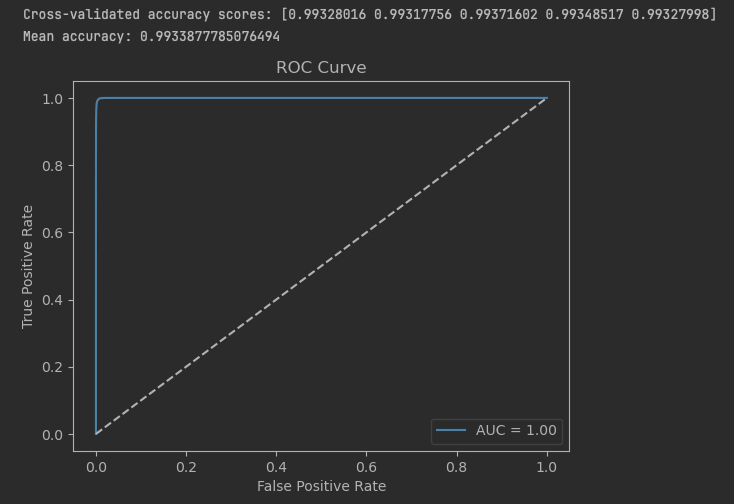 Cross-validated accuracy scores: [0.99328016 0.99317756 0.99371602 0.99348517 0.99327998]
Mean accuracy: 0.9933877785076494
ROC Curve
1.0
0.8
0.6
0.4
0.2
0.0
True Positive Rate
AUC = 1.00
0.0 0.2 0.4 0.6 0.8 1.0
False Positive Rate